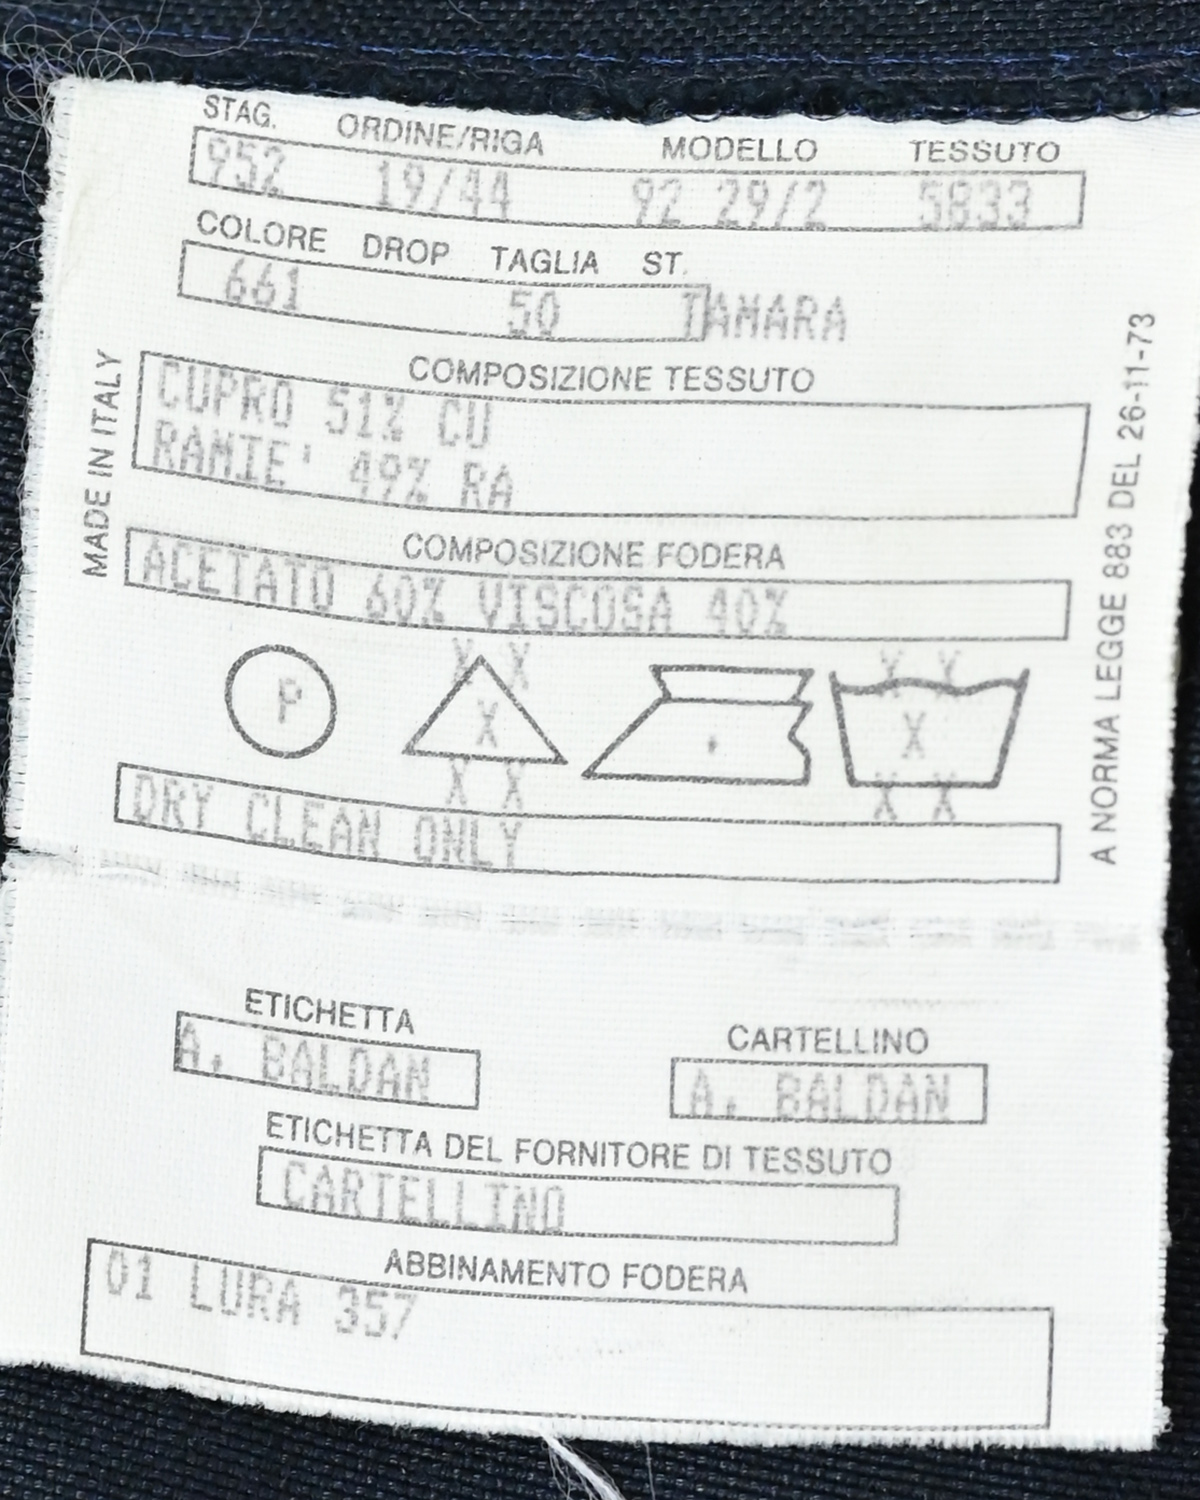 STAG. ORDINE/RIGA MODELLO TESSUTO
952 19/44 92 29/2 5833
COLORE DROP TAGLIA ST.
661 50 TAMARA
COMPOSIZIONE TESSUTO
CUPRO 51% CU
RAMIE' 49% RA
COMPOSIZIONE FODERA
ACETATO 60% VISCOSA 40%
X X X X
P X X
X X X X
DRY CLEAN ONLY
MADE IN ITALY
A NORMA LEGGE 883 DEL 26-11-73
ETICHETTA CARTELLINO
A. BALDAN A. BALDAN
ETICHETTA DEL FORNITORE DI TESSUTO
CARTELLINO
ABBINAMENTO FODERA
01 LURA 357